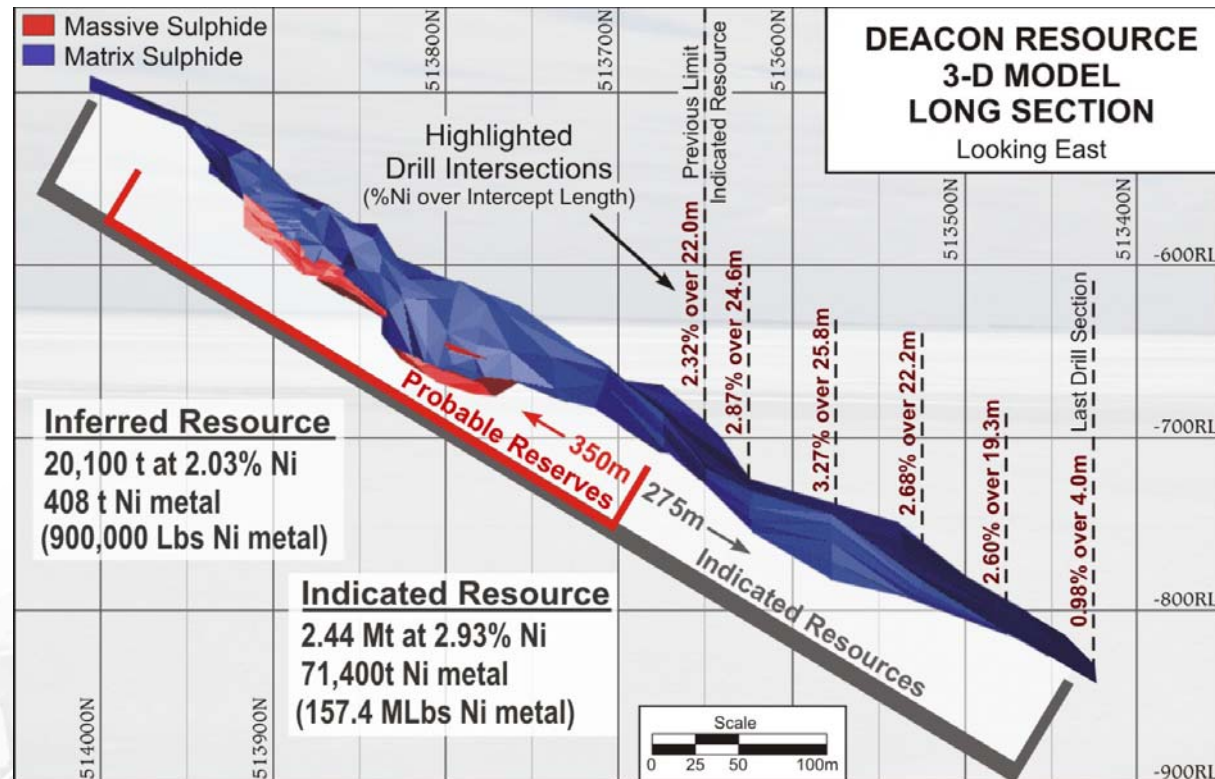 Massive Sulphide
Matrix Sulphide
DEACON RESOURCE
3-D MODEL
LONG SECTION
Looking East
513800N
513700N
513600N
Previous Limit
Indicated Resource
Highlighted
Drill Intersections
(%Ni over Intercept Length)
513500N
513400N
-600RL
2.32% over 22.0m
2.87% over 24.6m
3.27% over 25.8m
2.68% over 22.2m
2.60% over 19.3m
0.98% over 4.0m
Last Drill Section
-700RL
350m
Probable Reserves
275m
Indicated Resources
Inferred Resource
20,100 t at 2.03% Ni
408 t Ni metal
(900,000 Lbs Ni metal)
Indicated Resource
2.44 Mt at 2.93% Ni
71,400t Ni metal
(157.4 MLbs Ni metal)
-800RL
514000N
513900N
Scale
0 25 50 100m
-900RL